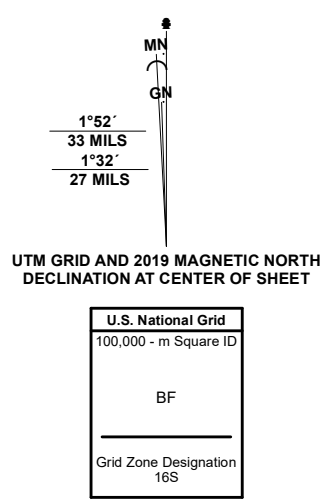 MN
GN
1°52´
33 MILS
1°32´
27 MILS
UTM GRID AND 2019 MAGNETIC NORTH
DECLINATION AT CENTER OF SHEET
U.S. National Grid
100,000 - m Square ID
BF
Grid Zone Designation
16S